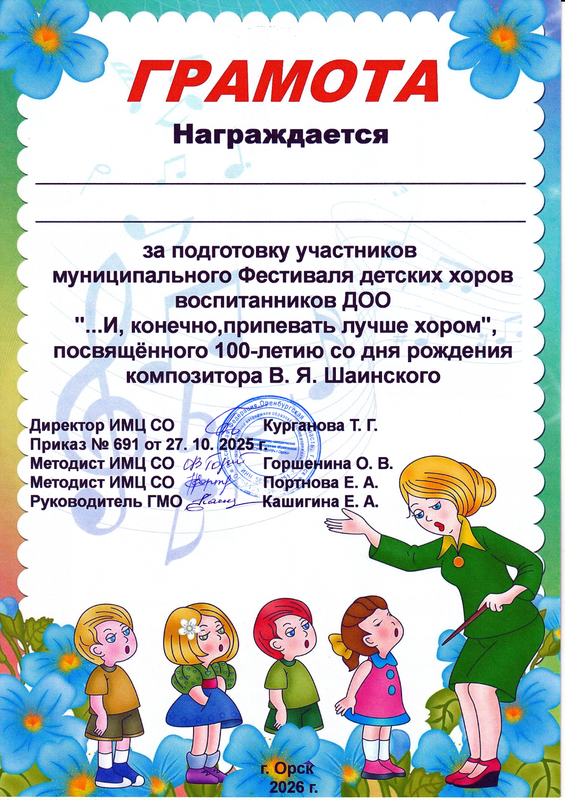 ГРАМОТА
Награждается
за подготовку участников
муниципального Фестиваля детских хоров
воспитанников ДОО
"...И, конечно,припевать лучше хором",
посвящённого 100-летию со дня рождения
композитора В. Я. Шаинского
Директор ИМЦ СО Курганова Т. Г.
Приказ № 691 от 27. 10. 2025 г.
Методист ИМЦ СО Горшенина О. В.
Методист ИМЦ СО Портнова Е. А.
Руководитель ГМО Кашигина Е. А.
г. Орск
2026 г.